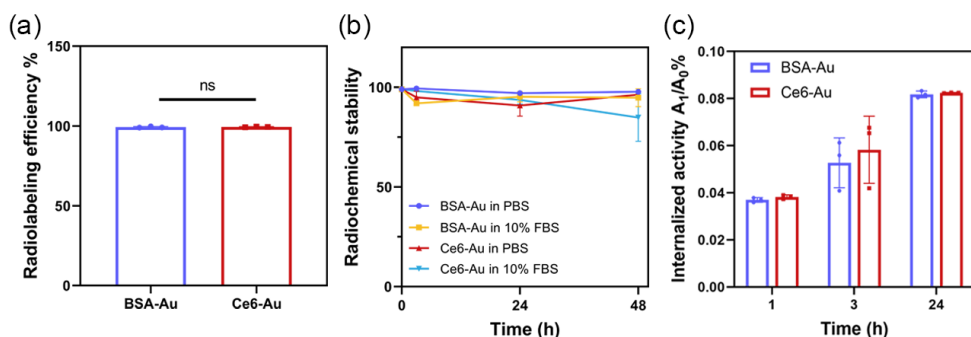 (a)
Radiolabeling efficiency %
150
100
50
0
ns
BSA-Au
Ce6-Au
(b)
Radiochemical stability
150
100
50
0
BSA-Au in PBS
BSA-Au in 10% FBS
Ce6-Au in PBS
Ce6-Au in 10% FBS
0
24
48
Time (h)
(c)
Internalized activity A₁/A₀%
0.10
0.08
0.06
0.04
0.02
0.00
BSA-Au
Ce6-Au
1
3
24
Time (h)